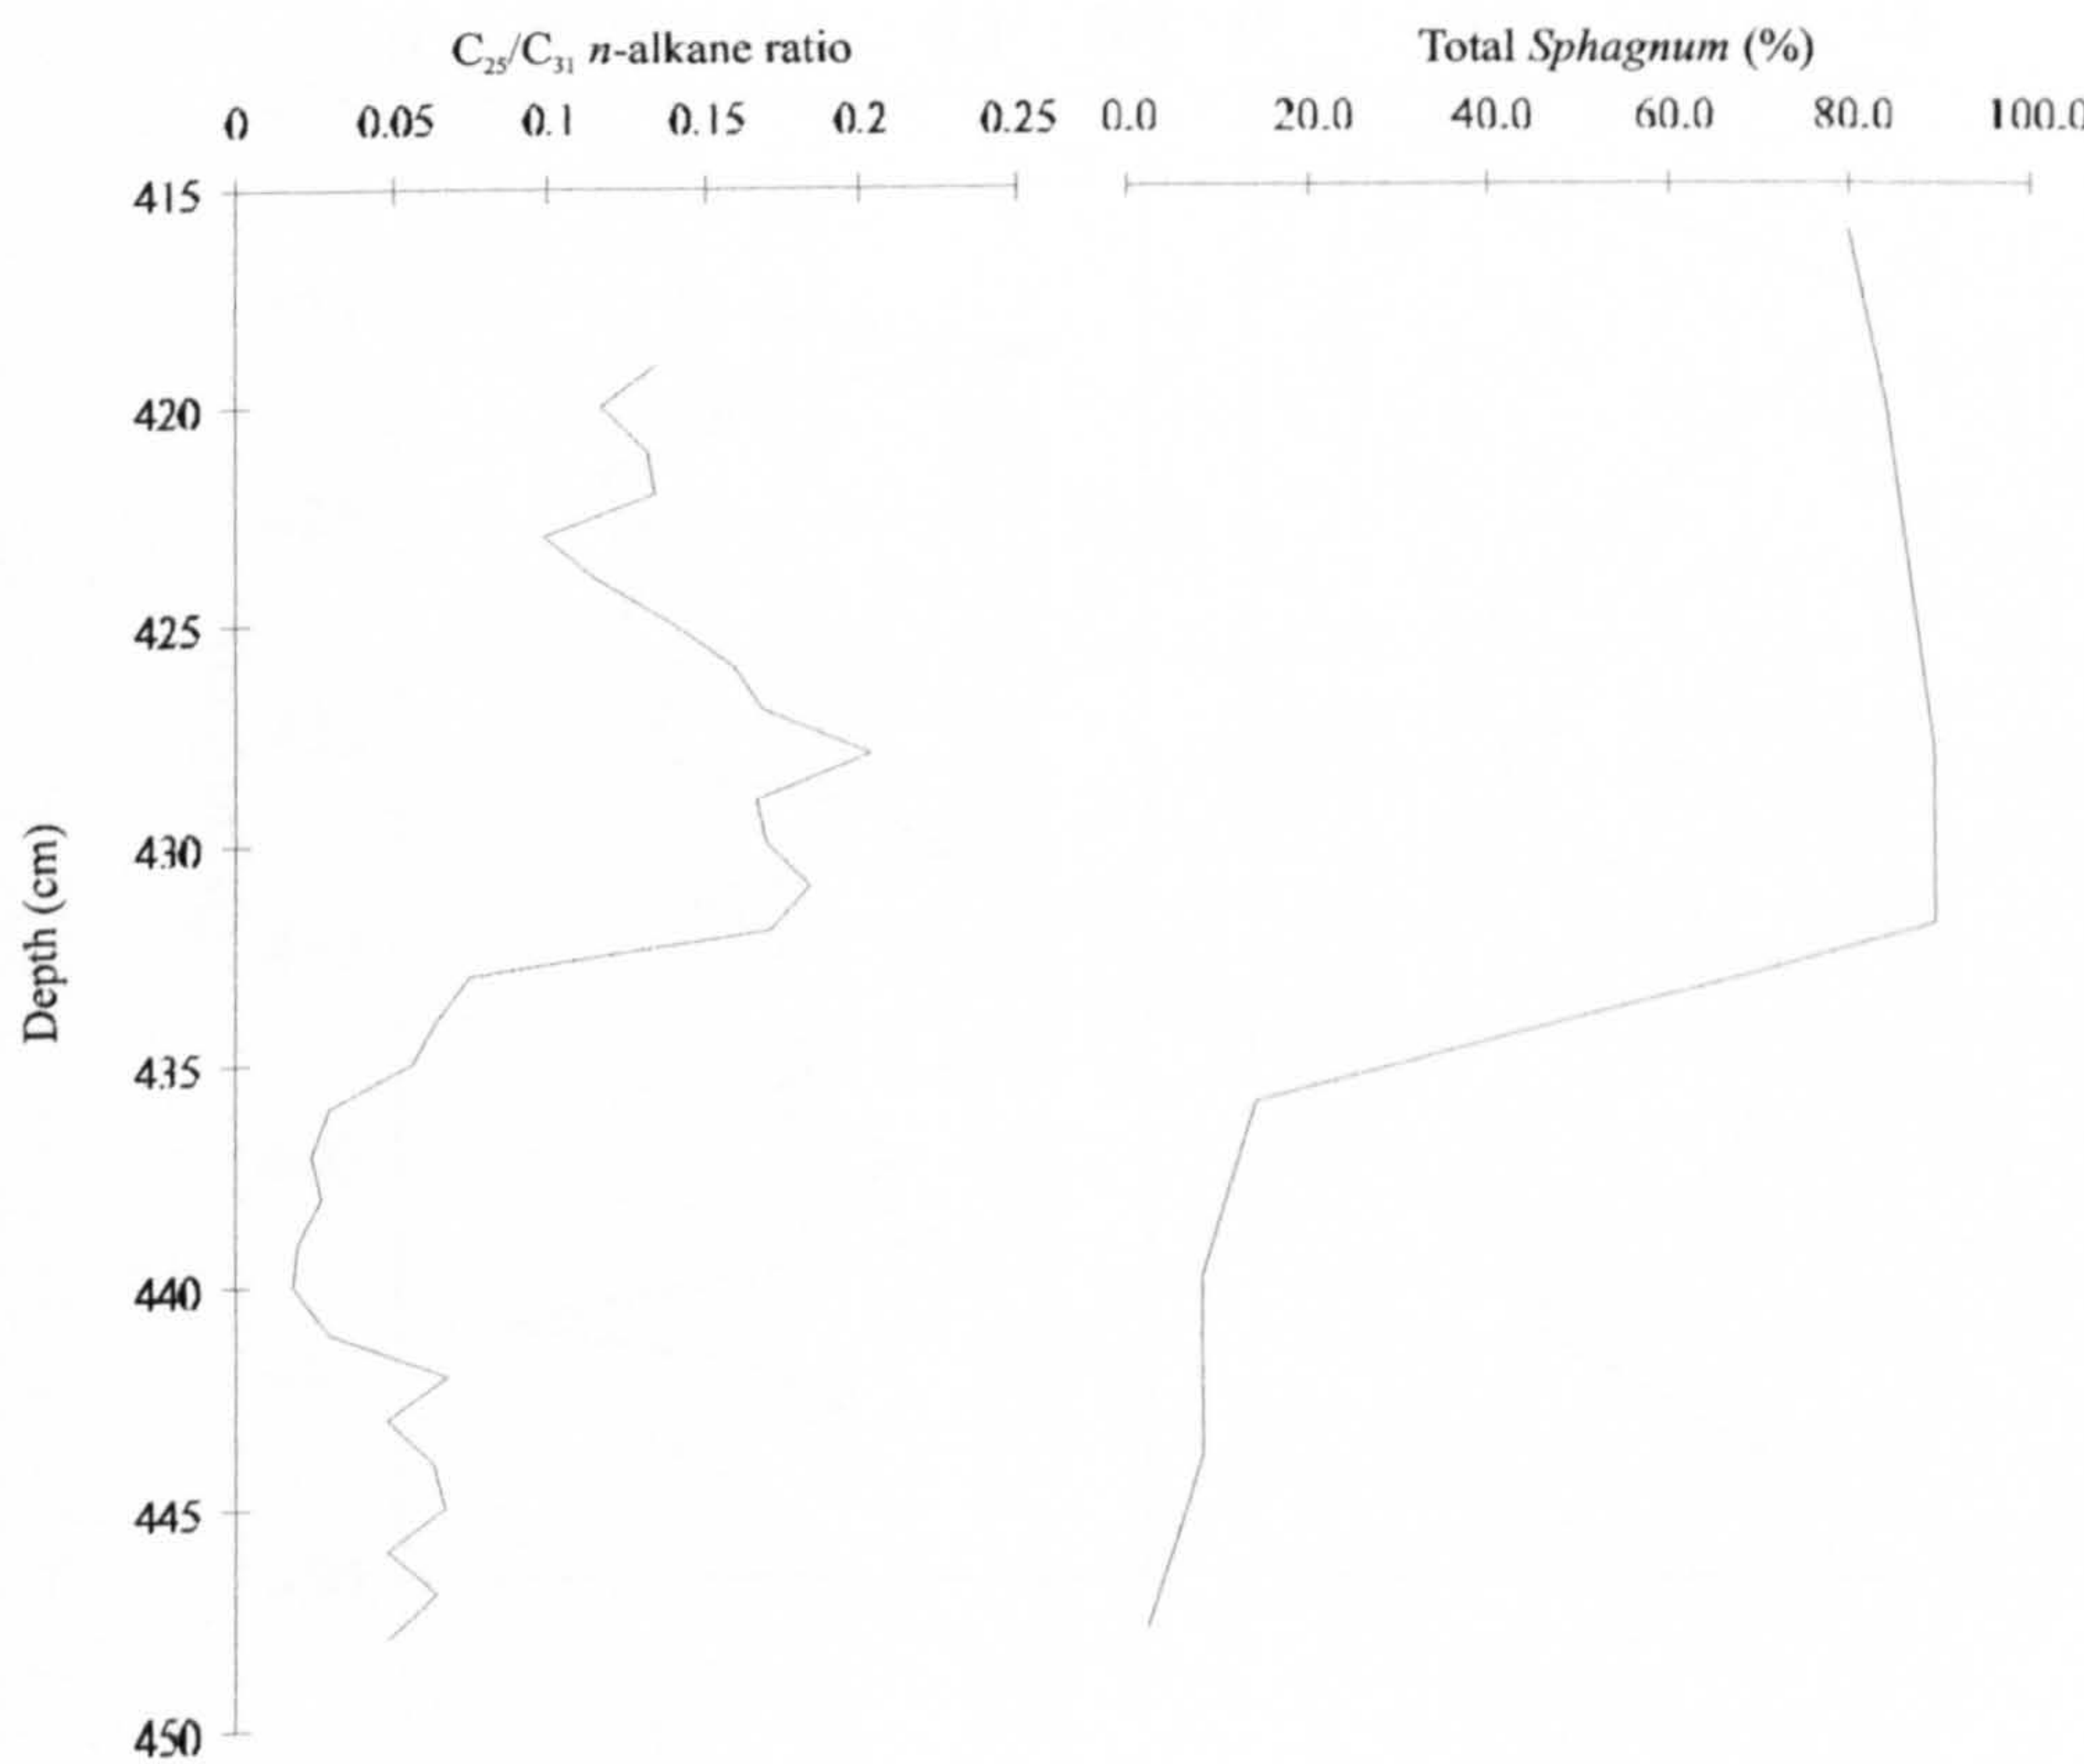 C₂₅/C₃₁ n-alkane ratio
Total Sphagnum (%)
0 0.05 0.1 0.15 0.2 0.25
0.0 20.0 40.0 60.0 80.0 100.0
415
420
425
430
435
440
445
450
Depth (cm)